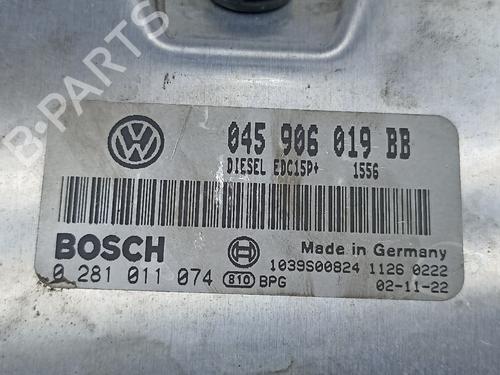 B-PARTS
VW
045 906 019 BB
DIESEL EDC15P+ 1556
BOSCH
Made in Germany
1039S00824 1126 0222
0 281 011 074 810 BPG 02-11-22